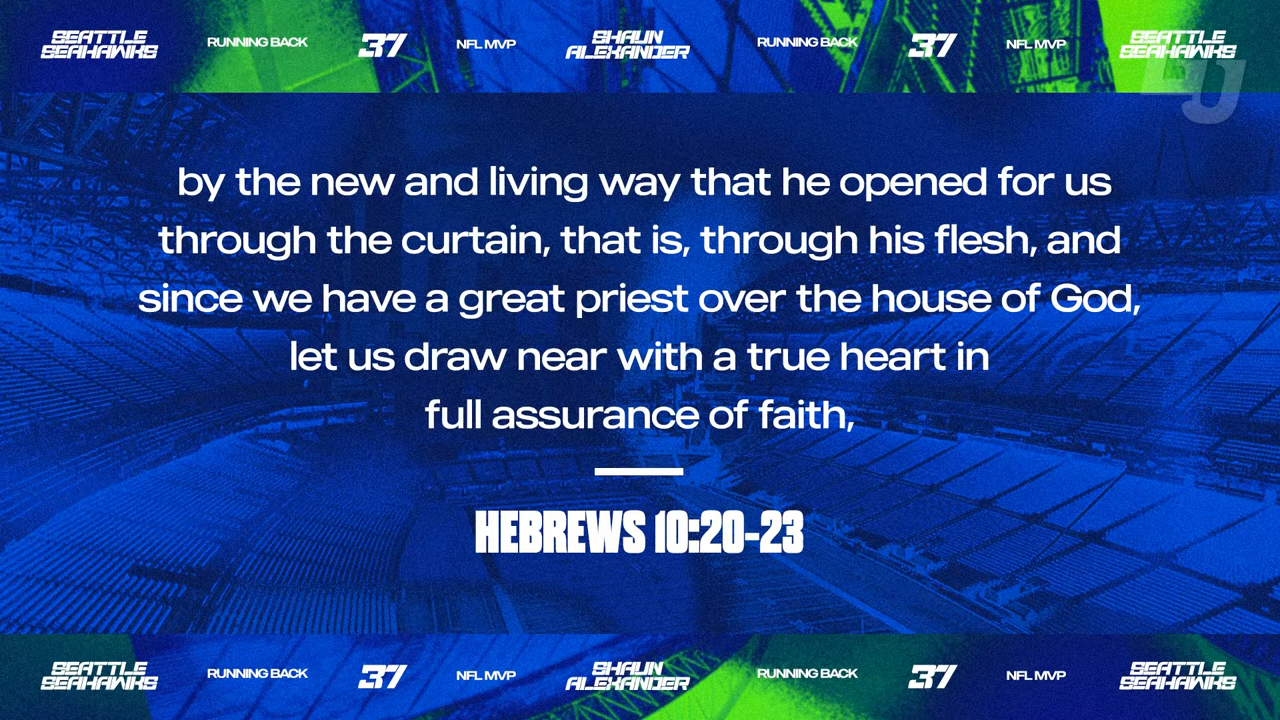 SEATTLE SEAHAWKS RUNNING BACK 37 NFL MVP SHAUN ALEXANDER RUNNING BACK 37 NFL MVP SEATTLE SEAHAWKS
by the new and living way that he opened for us
through the curtain, that is, through his flesh, and
since we have a great priest over the house of God,
let us draw near with a true heart in
full assurance of faith,
HEBREWS 10:20-23
SEATTLE SEAHAWKS RUNNING BACK 37 NFL MVP SHAUN ALEXANDER RUNNING BACK 37 NFL MVP SEATTLE SEAHAWKS